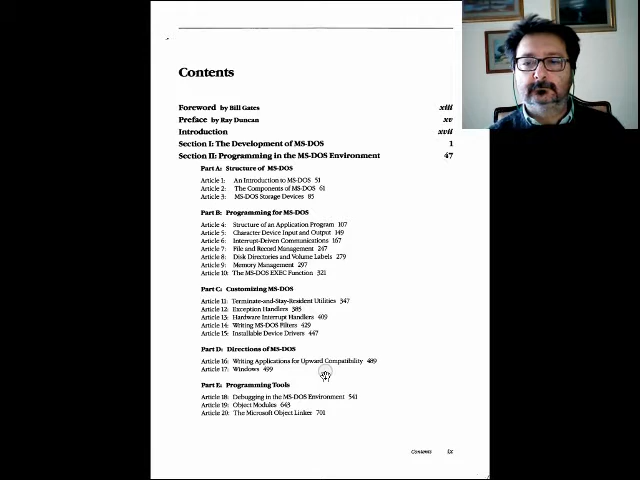 Contents
Foreword by Bill Gates xiii
Preface by Ray Duncan xv
Introduction xvii
Section I: The Development of MS-DOS 1
Section II: Programming in the MS-DOS Environment 47
Part A: Structure of MS-DOS
Article 1: An Introduction to MS-DOS 51
Article 2: The Components of MS-DOS 61
Article 3: MS-DOS Storage Devices 85
Part B: Programming for MS-DOS
Article 4: Structure of an Application Program 107
Article 5: Character Device Input and Output 149
Article 6: Interrupt-Driven Communications 167
Article 7: File and Record Management 247
Article 8: Disk Directories and Volume Labels 279
Article 9: Memory Management 297
Article 10: The MS-DOS EXEC Function 321
Part C: Customizing MS-DOS
Article 11: Terminate-and-Stay-Resident Utilities 347
Article 12: Exception Handlers 385
Article 13: Hardware Interrupt Handlers 409
Article 14: Writing MS-DOS Filters 429
Article 15: Installable Device Drivers 447
Part D: Directions of MS-DOS
Article 16: Writing Applications for Upward Compatibility 489
Article 17: Windows 499
Part E: Programming Tools
Article 18: Debugging in the MS-DOS Environment 541
Article 19: Object Modules 643
Article 20: The Microsoft Object Linker 701
Contents ix